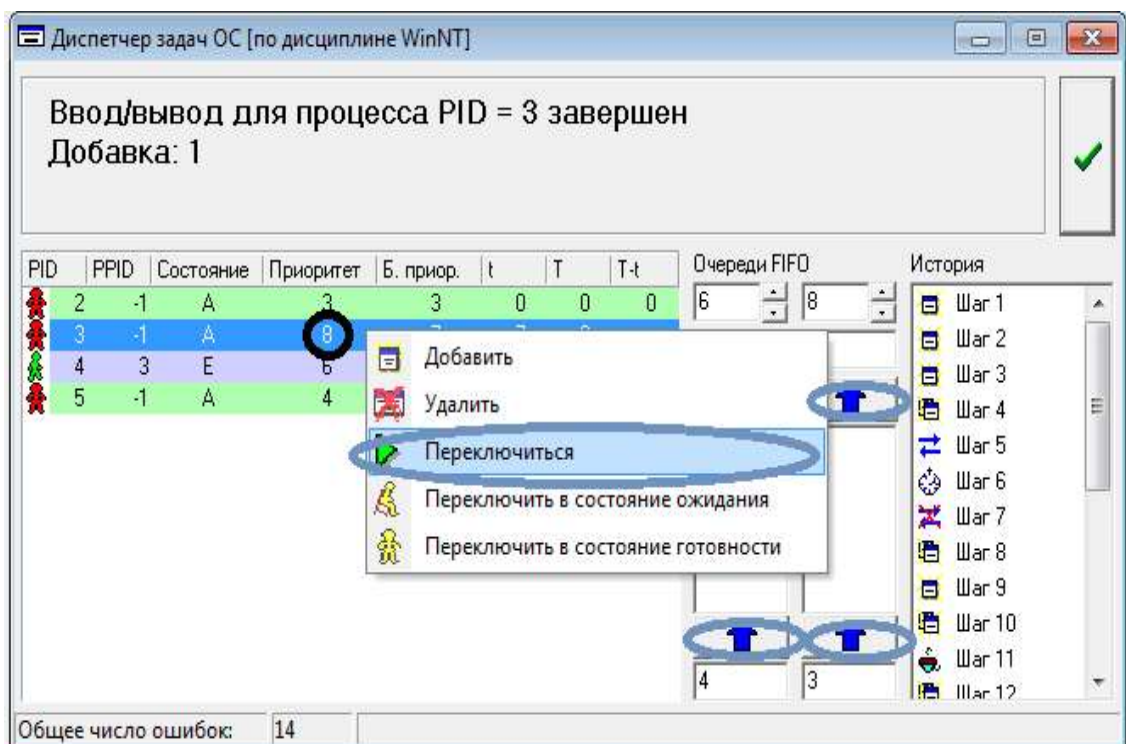 Диспетчер задач ОС [по дисциплине WinNT]
Ввод/вывод для процесса PID = 3 завершен
Добавка: 1
PID PPID Состояние Приоритет Б. приор. t T T-t
2 -1 A 3 3 0 0 0
3 -1 A 8
4 3 E 6
5 -1 A 4
Добавить
Удалить
Переключиться
Переключить в состояние ожидания
Переключить в состояние готовности
Очереди FIFO
6 8
4 3
История
Шаг 1
Шаг 2
Шаг 3
Шаг 4
Шаг 5
Шаг 6
Шаг 7
Шаг 8
Шаг 9
Шаг 10
Шаг 11
Шаг 12
Общее число ошибок: 14